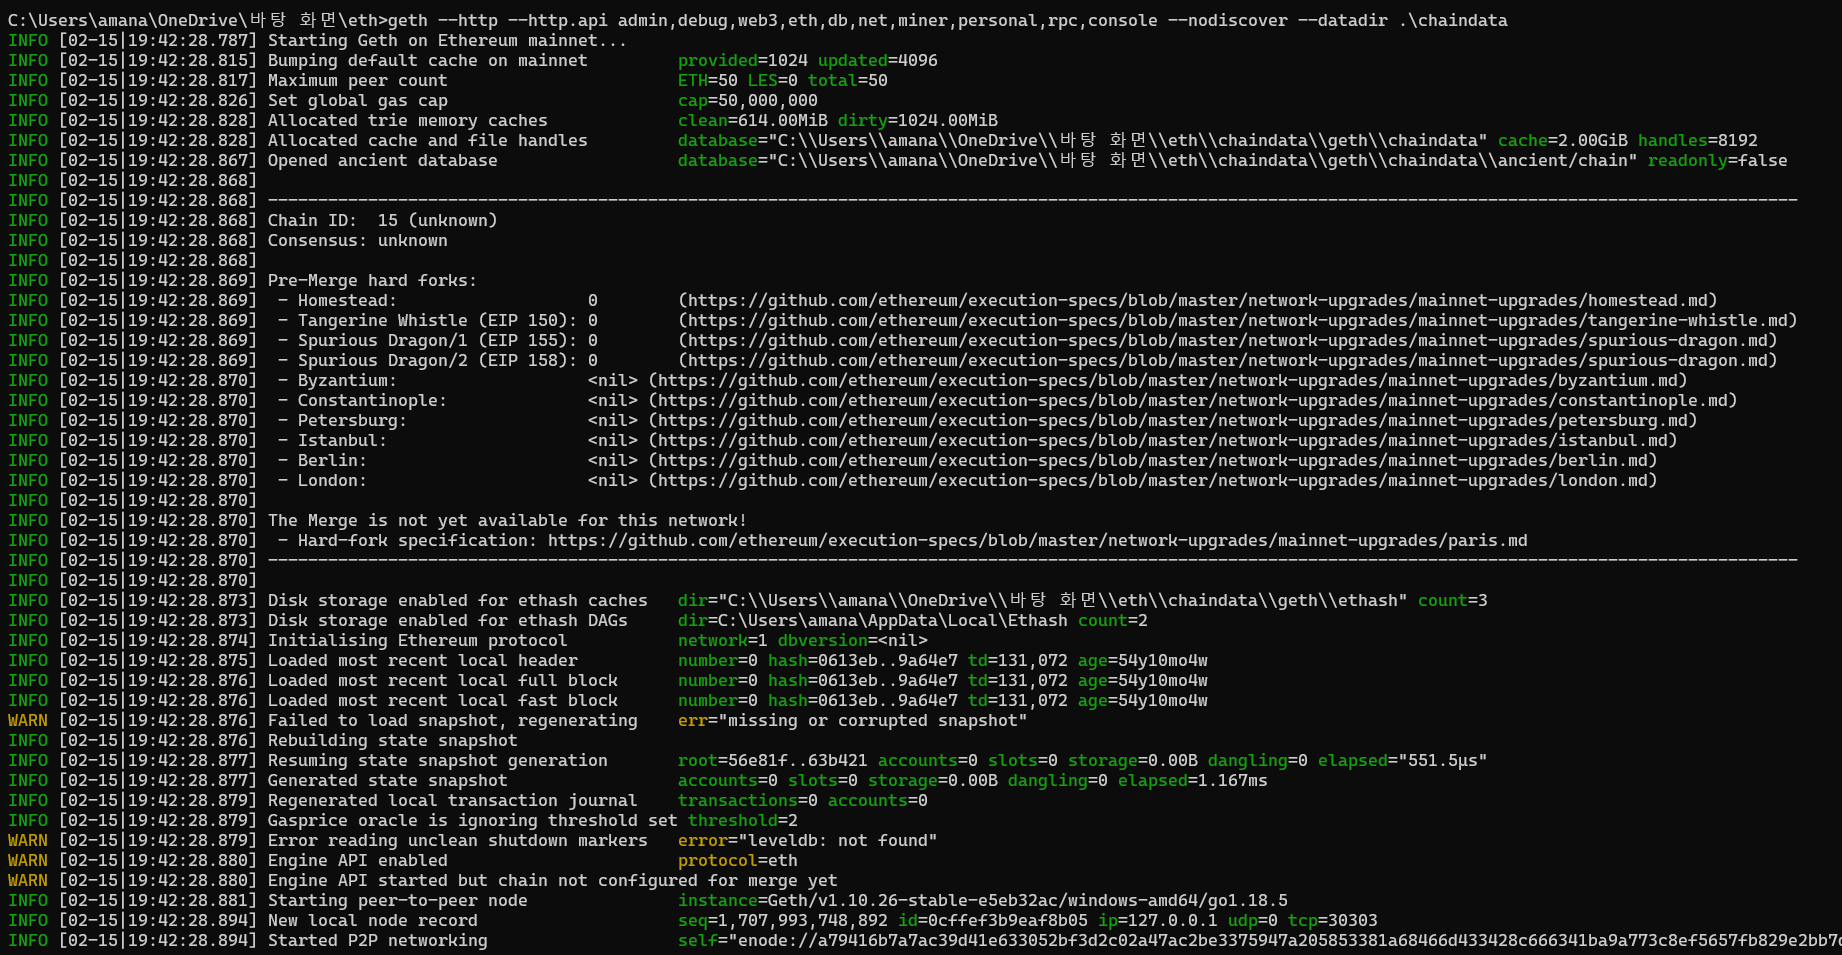 C:\Users\amana\OneDrive\바탕 화면\eth>geth --http --http.api admin,debug,web3,eth,db,net,miner,personal,rpc,console --nodiscover --datadir .\chaindata
INFO [02-15|19:42:28.787] Starting Geth on Ethereum mainnet...
INFO [02-15|19:42:28.815] Bumping default cache on mainnet         provided=1024 updated=4096
INFO [02-15|19:42:28.817] Maximum peer count                       ETH=50 LES=0 total=50
INFO [02-15|19:42:28.826] Set global gas cap                       cap=50,000,000
INFO [02-15|19:42:28.828] Allocated trie memory caches             clean=614.00MiB dirty=1024.00MiB
INFO [02-15|19:42:28.828] Allocated cache and file handles         database="C:\\Users\\amana\\OneDrive\\바탕 화면\\eth\\chaindata\\geth\\chaindata" cache=2.00GiB handles=8192
INFO [02-15|19:42:28.867] Opened ancient database                  database="C:\\Users\\amana\\OneDrive\\바탕 화면\\eth\\chaindata\\geth\\chaindata\\ancient/chain" readonly=false
INFO [02-15|19:42:28.868]
INFO [02-15|19:42:28.868] ---------------------------------------------------------------------------------------------------------------------------------------------------------
INFO [02-15|19:42:28.868] Chain ID:  15 (unknown)
INFO [02-15|19:42:28.868] Consensus: unknown
INFO [02-15|19:42:28.868]
INFO [02-15|19:42:28.869] Pre-Merge hard forks:
INFO [02-15|19:42:28.869]  - Homestead:                   0        (https://github.com/ethereum/execution-specs/blob/master/network-upgrades/mainnet-upgrades/homestead.md)
INFO [02-15|19:42:28.869]  - Tangerine Whistle (EIP 150): 0        (https://github.com/ethereum/execution-specs/blob/master/network-upgrades/mainnet-upgrades/tangerine-whistle.md)
INFO [02-15|19:42:28.869]  - Spurious Dragon/1 (EIP 155): 0        (https://github.com/ethereum/execution-specs/blob/master/network-upgrades/mainnet-upgrades/spurious-dragon.md)
INFO [02-15|19:42:28.869]  - Spurious Dragon/2 (EIP 158): 0        (https://github.com/ethereum/execution-specs/blob/master/network-upgrades/mainnet-upgrades/spurious-dragon.md)
INFO [02-15|19:42:28.870]  - Byzantium:                   <nil> (https://github.com/ethereum/execution-specs/blob/master/network-upgrades/mainnet-upgrades/byzantium.md)
INFO [02-15|19:42:28.870]  - Constantinople:              <nil> (https://github.com/ethereum/execution-specs/blob/master/network-upgrades/mainnet-upgrades/constantinople.md)
INFO [02-15|19:42:28.870]  - Petersburg:                  <nil> (https://github.com/ethereum/execution-specs/blob/master/network-upgrades/mainnet-upgrades/petersburg.md)
INFO [02-15|19:42:28.870]  - Istanbul:                    <nil> (https://github.com/ethereum/execution-specs/blob/master/network-upgrades/mainnet-upgrades/istanbul.md)
INFO [02-15|19:42:28.870]  - Berlin:                      <nil> (https://github.com/ethereum/execution-specs/blob/master/network-upgrades/mainnet-upgrades/berlin.md)
INFO [02-15|19:42:28.870]  - London:                      <nil> (https://github.com/ethereum/execution-specs/blob/master/network-upgrades/mainnet-upgrades/london.md)
INFO [02-15|19:42:28.870]
INFO [02-15|19:42:28.870] The Merge is not yet available for this network!
INFO [02-15|19:42:28.870]  - Hard-fork specification: https://github.com/ethereum/execution-specs/blob/master/network-upgrades/mainnet-upgrades/paris.md
INFO [02-15|19:42:28.870] ---------------------------------------------------------------------------------------------------------------------------------------------------------
INFO [02-15|19:42:28.870]
INFO [02-15|19:42:28.873] Disk storage enabled for ethash caches   dir="C:\\Users\\amana\\OneDrive\\바탕 화면\\eth\\chaindata\\geth\\ethash" count=3
INFO [02-15|19:42:28.873] Disk storage enabled for ethash DAGs     dir=C:\Users\amana\AppData\Local\Ethash count=2
INFO [02-15|19:42:28.874] Initialising Ethereum protocol           network=1 dbversion=<nil>
INFO [02-15|19:42:28.875] Loaded most recent local header          number=0 hash=0613eb..9a64e7 td=131,072 age=54y10mo4w
INFO [02-15|19:42:28.876] Loaded most recent local full block      number=0 hash=0613eb..9a64e7 td=131,072 age=54y10mo4w
INFO [02-15|19:42:28.876] Loaded most recent local fast block      number=0 hash=0613eb..9a64e7 td=131,072 age=54y10mo4w
WARN [02-15|19:42:28.876] Failed to load snapshot, regenerating    err="missing or corrupted snapshot"
INFO [02-15|19:42:28.876] Rebuilding state snapshot
INFO [02-15|19:42:28.877] Resuming state snapshot generation       root=56e81f..63b421 accounts=0 slots=0 storage=0.00B dangling=0 elapsed="551.5µs"
INFO [02-15|19:42:28.877] Generated state snapshot                 accounts=0 slots=0 storage=0.00B dangling=0 elapsed=1.167ms
INFO [02-15|19:42:28.879] Regenerated local transaction journal    transactions=0 accounts=0
INFO [02-15|19:42:28.879] Gasprice oracle is ignoring threshold set threshold=2
WARN [02-15|19:42:28.879] Error reading unclean shutdown markers   error="leveldb: not found"
WARN [02-15|19:42:28.880] Engine API enabled                       protocol=eth
WARN [02-15|19:42:28.880] Engine API started but chain not configured for merge yet
INFO [02-15|19:42:28.881] Starting peer-to-peer node               instance=Geth/v1.10.26-stable-e5eb32ac/windows-amd64/go1.18.5
INFO [02-15|19:42:28.894] New local node record                    seq=1,707,993,748,892 id=0cffef3b9eaf8b05 ip=127.0.0.1 udp=0 tcp=30303
INFO [02-15|19:42:28.894] Started P2P networking                   self="enode://a79416b7a7ac39d41e633052bf3d2c02a47ac2be3375947a205853381a68466d433428c666341ba9a773c8ef5657fb829e2bb7